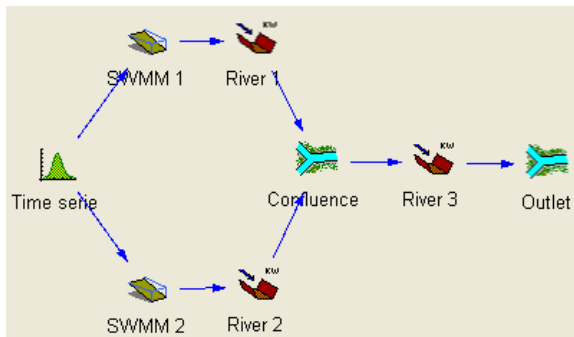 KW
SWMM 1
River 1
KW
Time serie
Confluence
River 3
Outlet
KW
SWMM 2
River 2